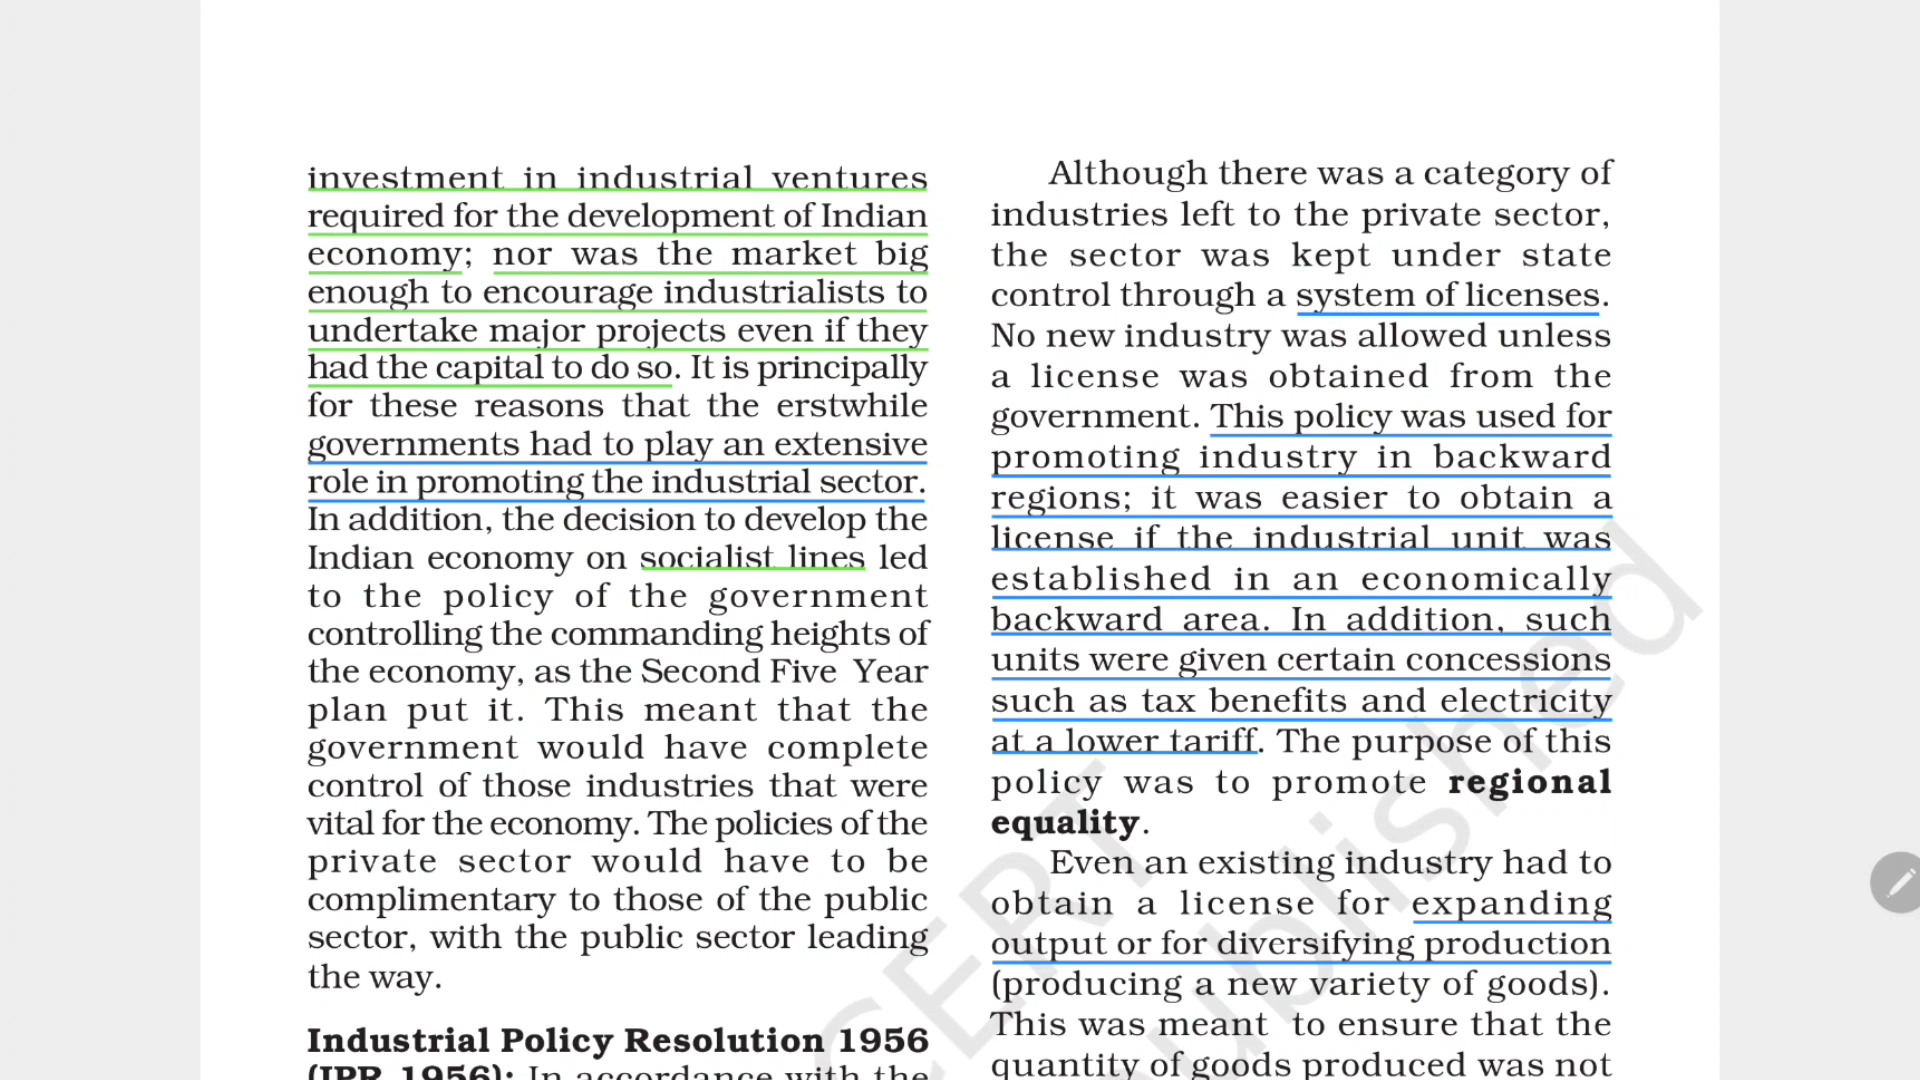 investment in industrial ventures
required for the development of Indian
economy; nor was the market big
enough to encourage industrialists to
undertake major projects even if they
had the capital to do so. It is principally
for these reasons that the erstwhile
governments had to play an extensive
role in promoting the industrial sector.
In addition, the decision to develop the
Indian economy on socialist lines led
to the policy of the government
controlling the commanding heights of
the economy, as the Second Five Year
plan put it. This meant that the
government would have complete
control of those industries that were
vital for the economy. The policies of the
private sector would have to be
complimentary to those of the public
sector, with the public sector leading
the way.
Industrial Policy Resolution 1956
(IPR 1956): In accordance with the
Although there was a category of
industries left to the private sector,
the sector was kept under state
control through a system of licenses.
No new industry was allowed unless
a license was obtained from the
government. This policy was used for
promoting industry in backward
regions; it was easier to obtain a
license if the industrial unit was
established in an economically
backward area. In addition, such
units were given certain concessions
such as tax benefits and electricity
at a lower tariff. The purpose of this
policy was to promote regional
equality.
Even an existing industry had to
obtain a license for expanding
output or for diversifying production
(producing a new variety of goods).
This was meant to ensure that the
quantity of goods produced was not